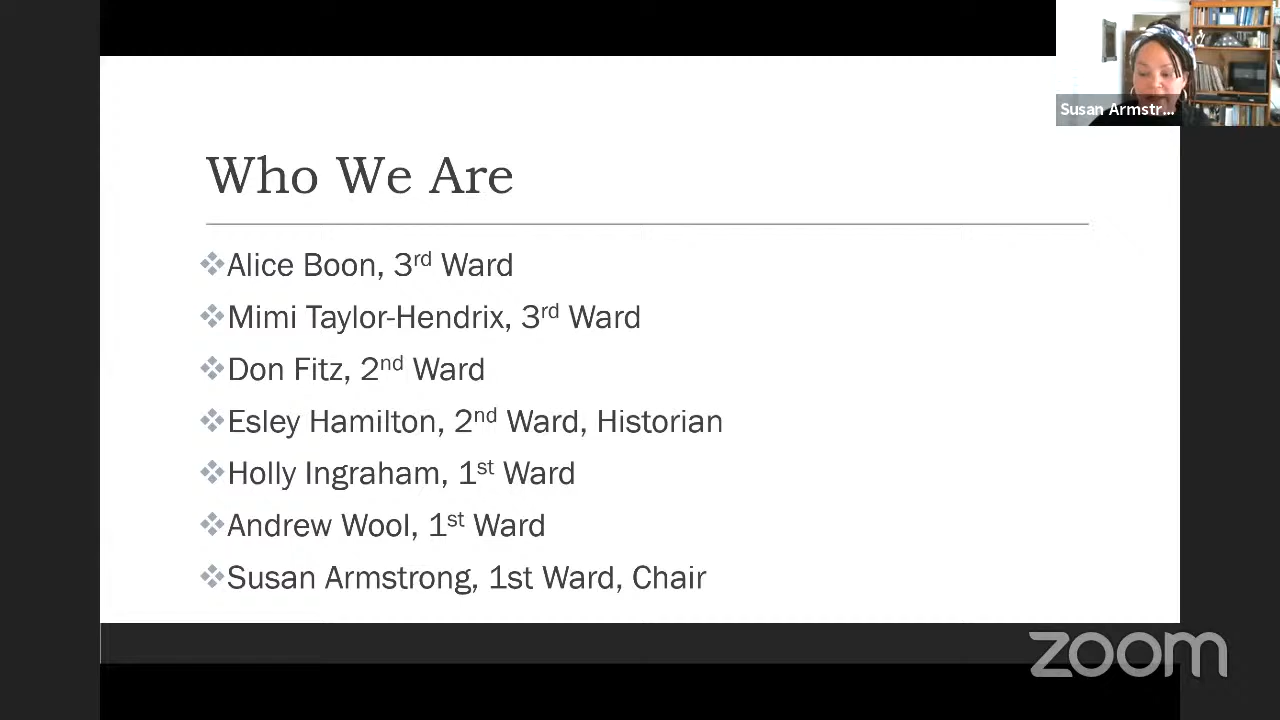 Susan Armstr...
Who We Are
Alice Boon, 3rd Ward
Mimi Taylor-Hendrix, 3rd Ward
Don Fitz, 2nd Ward
Esley Hamilton, 2nd Ward, Historian
Holly Ingraham, 1st Ward
Andrew Wool, 1st Ward
Susan Armstrong, 1st Ward, Chair
zoom